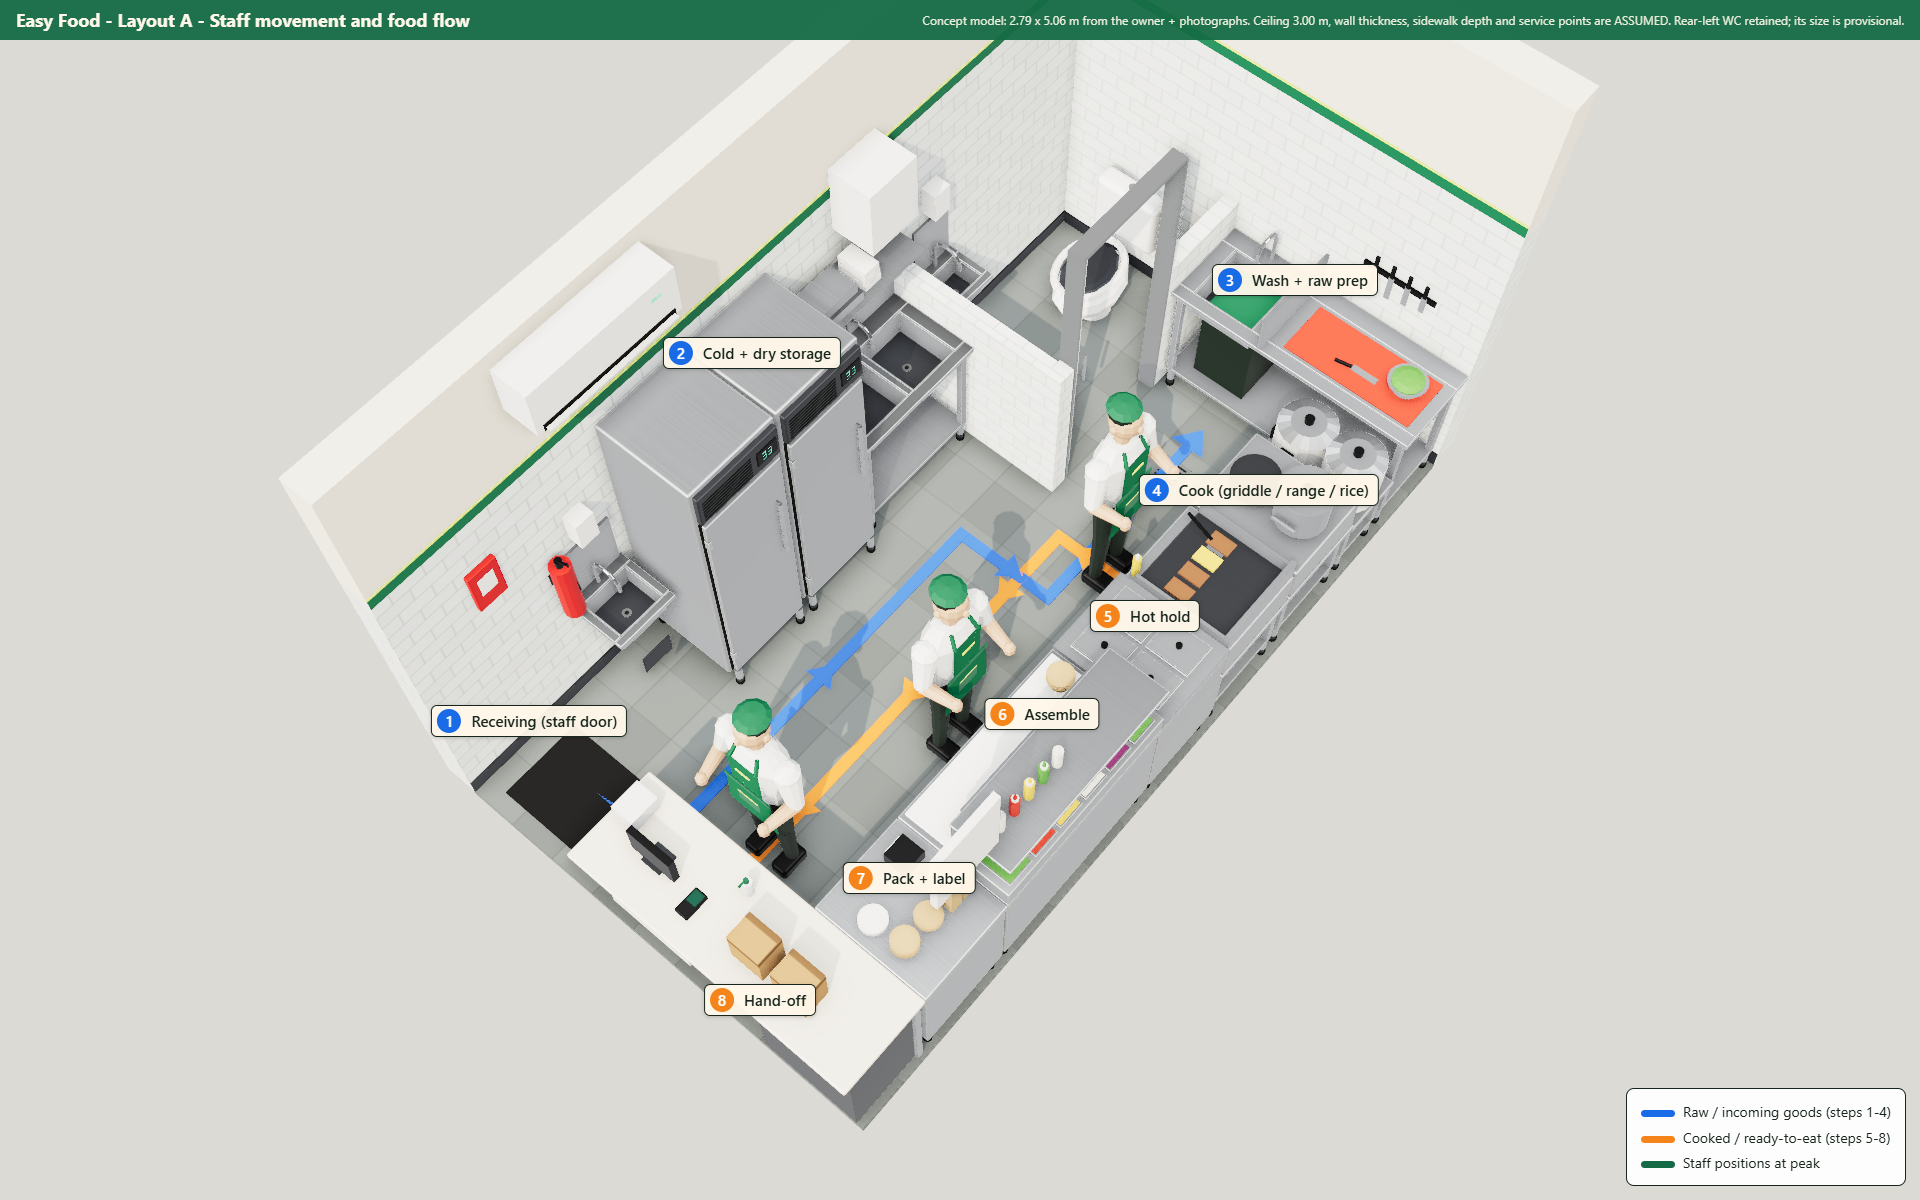 Easy Food - Layout A - Staff movement and food flow
Concept model: 2.79 x 5.06 m from the owner + photographs. Ceiling 3.00 m, wall thickness, sidewalk depth and service points are ASSUMED. Rear-left WC retained; its size is provisional.
3 Wash + raw prep
2 Cold + dry storage
33
33
4 Cook (griddle / range / rice)
5 Hot hold
6 Assemble
1 Receiving (staff door)
7 Pack + label
8 Hand-off
Raw / incoming goods (steps 1-4)
Cooked / ready-to-eat (steps 5-8)
Staff positions at peak